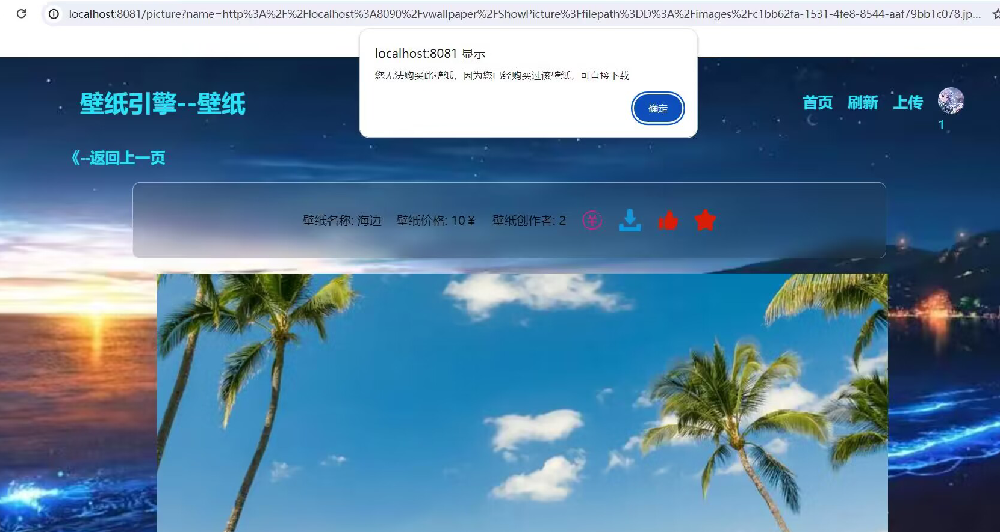 localhost:8081/picture?name=http%3A%2F%2Flocalhost%3A8090%2Fvwallpaper%2FShowPicture%3Ffilepath%3DD%3A%2Fimages%2Fc1bb62fa-1531-4fe8-8544-aaf79bb1c078.jp...
localhost:8081 显示
您无法购买此壁纸，因为您已经购买过该壁纸，可直接下载
确定
壁纸引擎--壁纸
首页 刷新 上传
1
《--返回上一页
壁纸名称: 海边 壁纸价格: 10￥ 壁纸创作者: 2